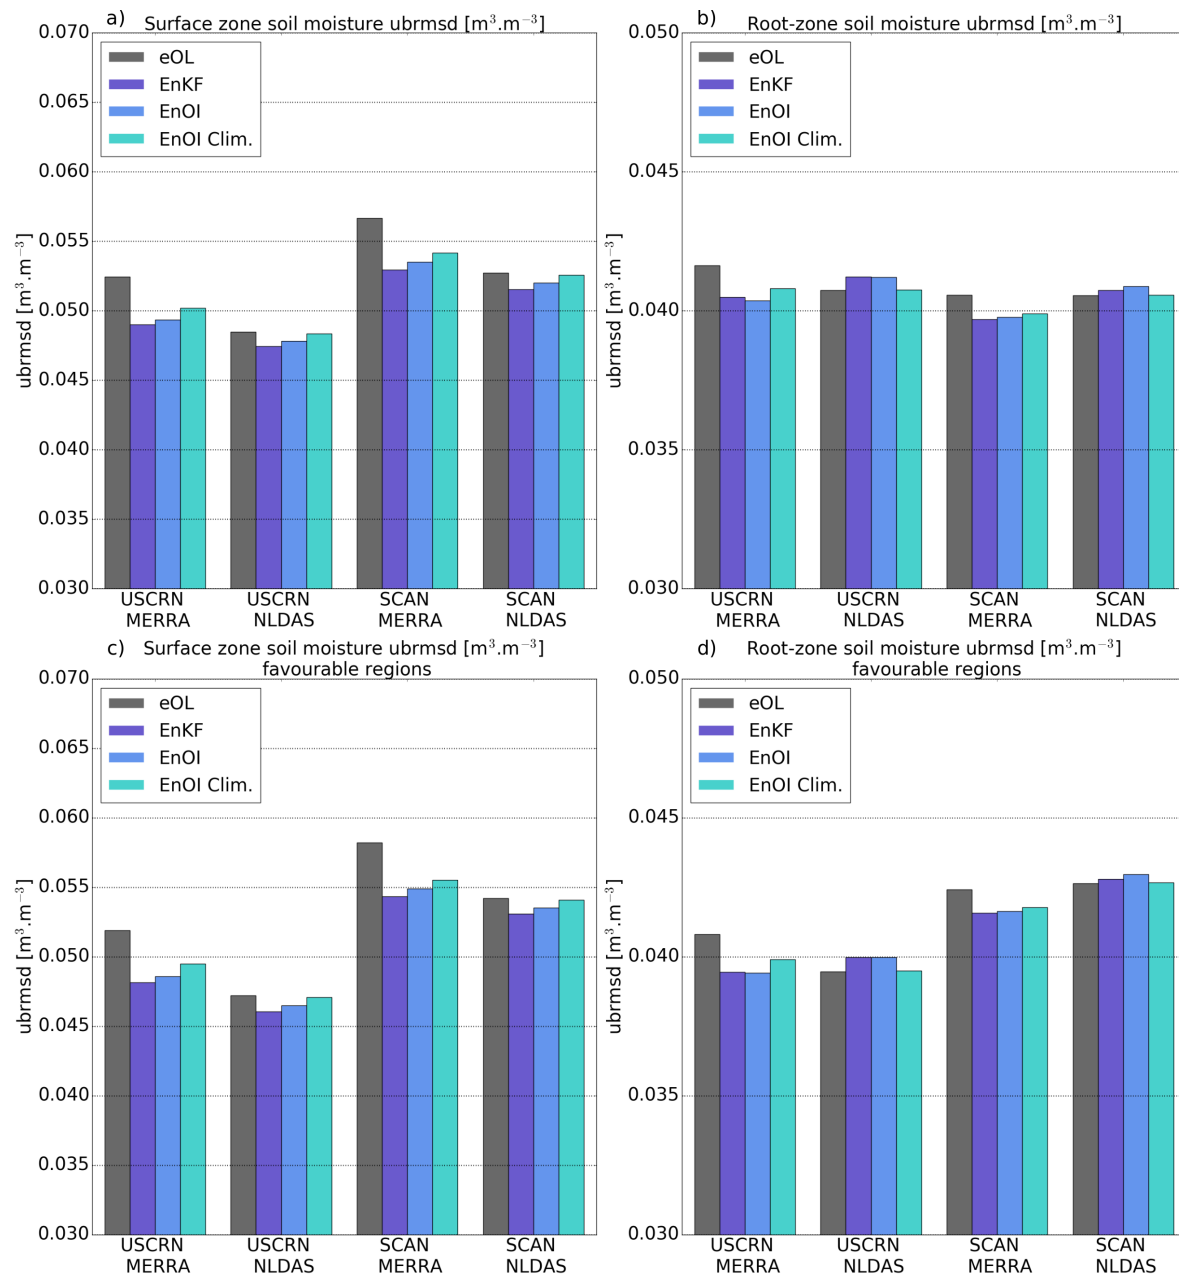 a) Surface zone soil moisture ubrmsd [m³.m⁻³]
0.070
0.065
0.060
0.055
0.050
0.045
0.040
0.035
0.030
ubrmsd [m³.m⁻³]
eOL
EnKF
EnOI
EnOI Clim.
USCRN MERRA
USCRN NLDAS
SCAN MERRA
SCAN NLDAS
b) Root-zone soil moisture ubrmsd [m³.m⁻³]
0.050
0.045
0.040
0.035
0.030
ubrmsd [m³.m⁻³]
eOL
EnKF
EnOI
EnOI Clim.
USCRN MERRA
USCRN NLDAS
SCAN MERRA
SCAN NLDAS
c) Surface zone soil moisture ubrmsd [m³.m⁻³]
favourable regions
0.070
0.065
0.060
0.055
0.050
0.045
0.040
0.035
0.030
ubrmsd [m³.m⁻³]
eOL
EnKF
EnOI
EnOI Clim.
USCRN MERRA
USCRN NLDAS
SCAN MERRA
SCAN NLDAS
d) Root-zone soil moisture ubrmsd [m³.m⁻³]
favourable regions
0.050
0.045
0.040
0.035
0.030
ubrmsd [m³.m⁻³]
eOL
EnKF
EnOI
EnOI Clim.
USCRN MERRA
USCRN NLDAS
SCAN MERRA
SCAN NLDAS